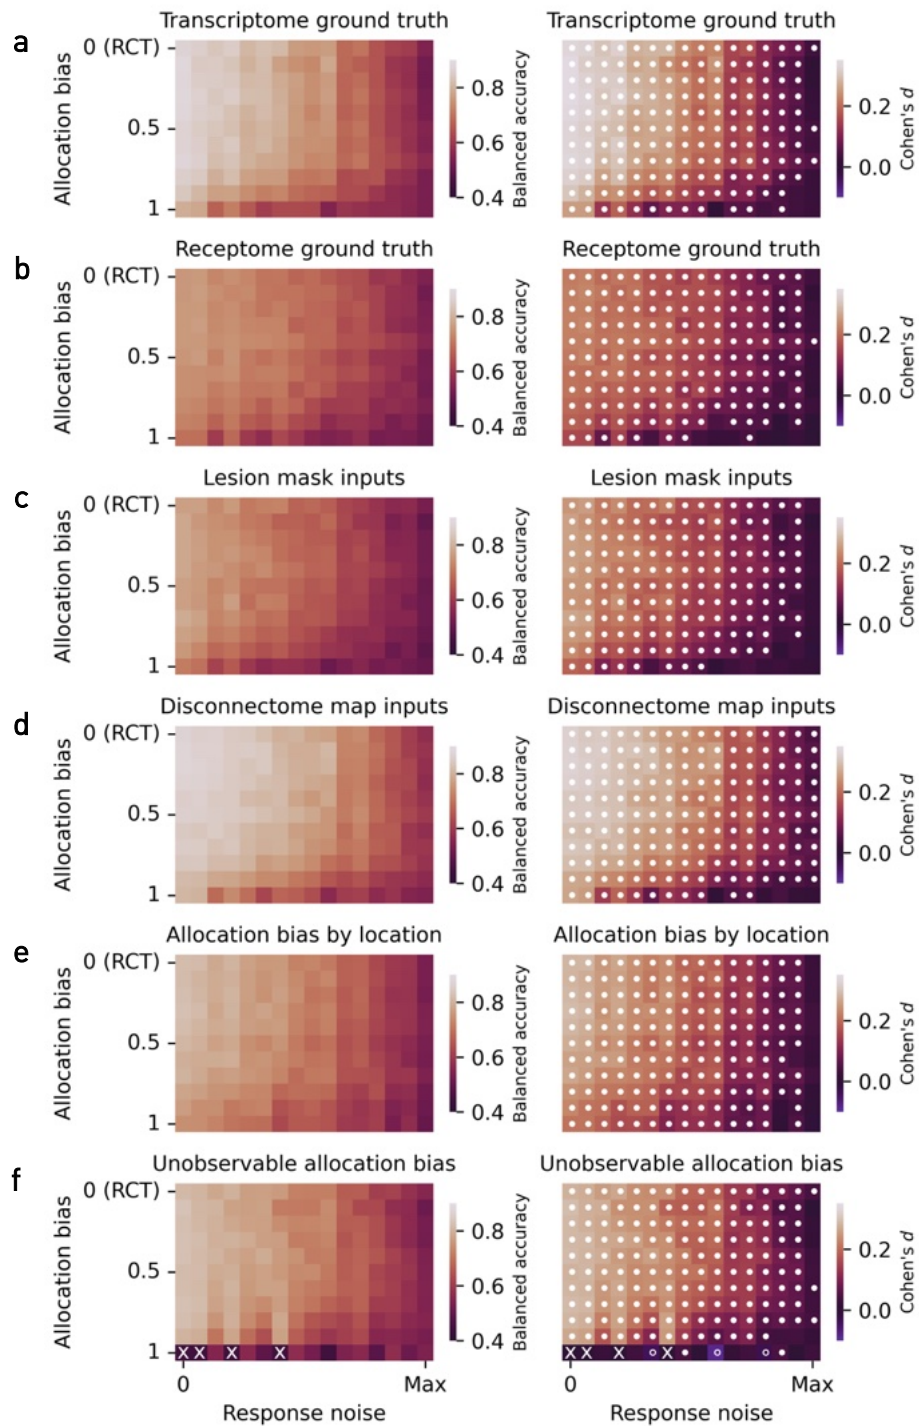 Transcriptome ground truth
Transcriptome ground truth
a
0 (RCT)
0.5
1
Allocation bias
0.8
0.6
0.4
Balanced accuracy
0.2
0.0
Cohen's d
Receptome ground truth
Receptome ground truth
b
0 (RCT)
0.5
1
Allocation bias
0.8
0.6
0.4
Balanced accuracy
0.2
0.0
Cohen's d
Lesion mask inputs
Lesion mask inputs
c
0 (RCT)
0.5
1
Allocation bias
0.8
0.6
0.4
Balanced accuracy
0.2
0.0
Cohen's d
Disconnectome map inputs
Disconnectome map inputs
d
0 (RCT)
0.5
1
Allocation bias
0.8
0.6
0.4
Balanced accuracy
0.2
0.0
Cohen's d
Allocation bias by location
Allocation bias by location
e
0 (RCT)
0.5
1
Allocation bias
0.8
0.6
0.4
Balanced accuracy
0.2
0.0
Cohen's d
Unobservable allocation bias
Unobservable allocation bias
f
0 (RCT)
0.5
1
Allocation bias
X X X X
0.8
0.6
0.4
Balanced accuracy
X X X X
0.2
0.0
Cohen's d
0 Max
Response noise
0 Max
Response noise